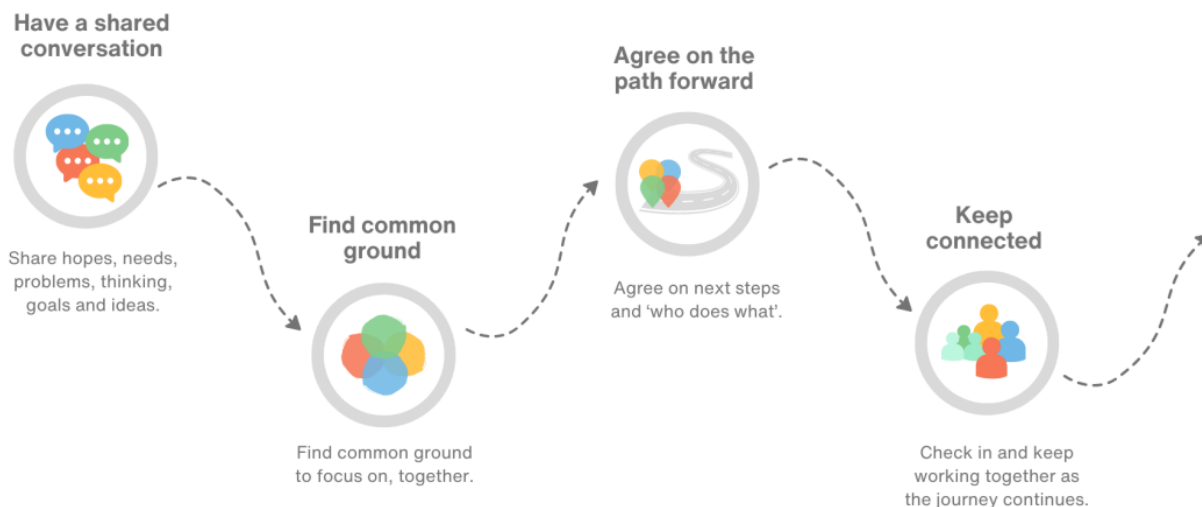 Have a shared
conversation
Share hopes, needs,
problems, thinking,
goals and ideas.
Find common
ground
Find common ground
to focus on, together.
Agree on the
path forward
Agree on next steps
and ‘who does what’.
Keep
connected
Check in and keep
working together as
the journey continues.